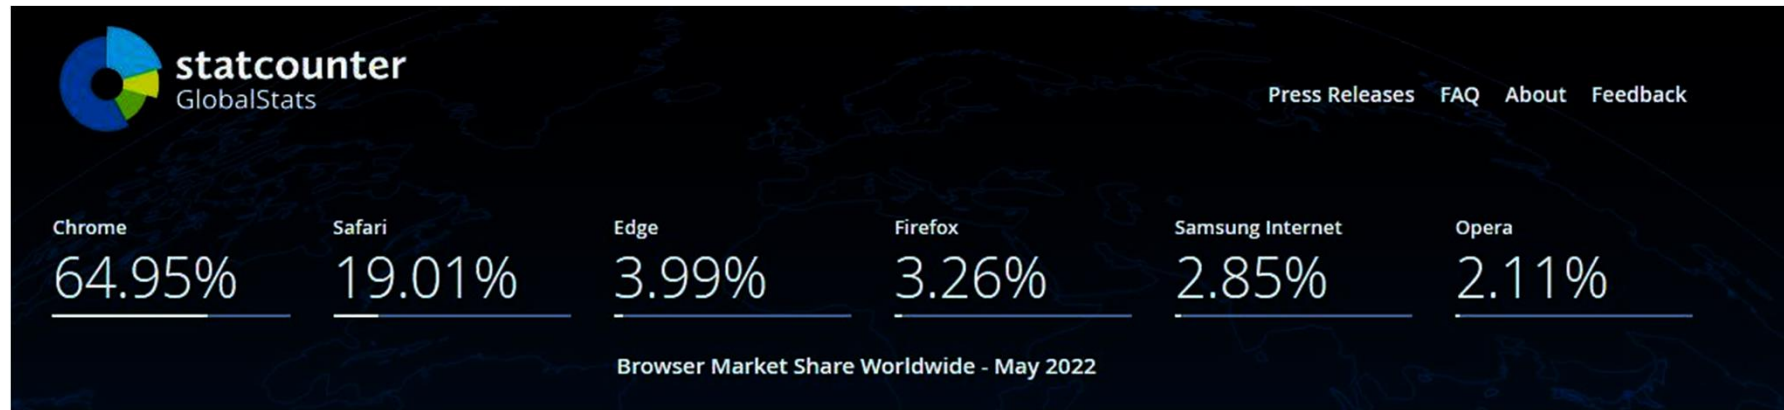 statcounter
GlobalStats
Press Releases FAQ About Feedback
Chrome Safari Edge Firefox Samsung Internet Opera
64.95% 19.01% 3.99% 3.26% 2.85% 2.11%
Browser Market Share Worldwide - May 2022